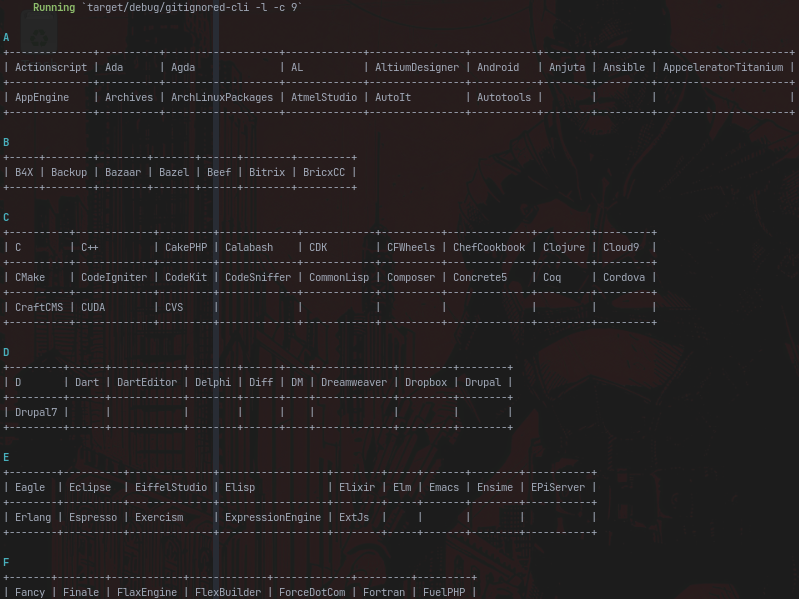 Running `target/debug/gitignored-cli -l -c 9`
A
| Actionscript | Ada | Agda | AL | AltiumDesigner | Android | Anjuta | Ansible | AppceleratorTitanium |
| AppEngine | Archives | ArchLinuxPackages | AtmelStudio | AutoIt | Autotools | | | |
B
| B4X | Backup | Bazaar | Bazel | Beef | Bitrix | BricxCC |
C
| C | C++ | CakePHP | Calabash | CDK | CFWheels | ChefCookbook | Clojure | Cloud9 |
| CMake | CodeIgniter | CodeKit | CodeSniffer | CommonLisp | Composer | Concrete5 | Coq | Cordova |
| CraftCMS | CUDA | CVS | | | | | | |
D
| D | Dart | DartEditor | Delphi | Diff | DM | Dreamweaver | Dropbox | Drupal |
| Drupal7 | | | | | | | | |
E
| Eagle | Eclipse | EiffelStudio | Elisp | Elixir | Elm | Emacs | Ensime | EPiServer |
| Erlang | Espresso | Exercism | ExpressionEngine | ExtJs | | | | |
F
| Fancy | Finale | FlaxEngine | FlexBuilder | ForceDotCom | Fortran | FuelPHP |